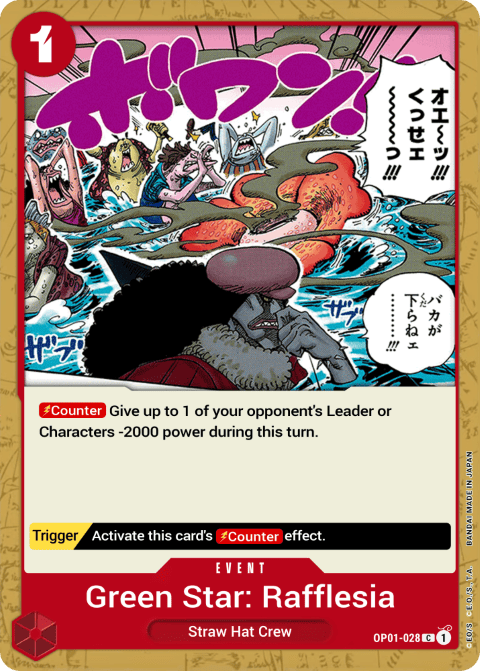 1
ボワン!!
オエ〜ッ!!!
くっせェ
〜〜〜っ!!!
バカが
下らねェ
くだ
………!!!
ザブ
ザブ
⚡Counter Give up to 1 of your opponent's Leader or
Characters -2000 power during this turn.
Trigger Activate this card's ⚡Counter effect.
EVENT
Green Star: Rafflesia
Straw Hat Crew
OP01-028 C 1
©E.O./S. ©E.O./S.,T.A. BANDAI MADE IN JAPAN